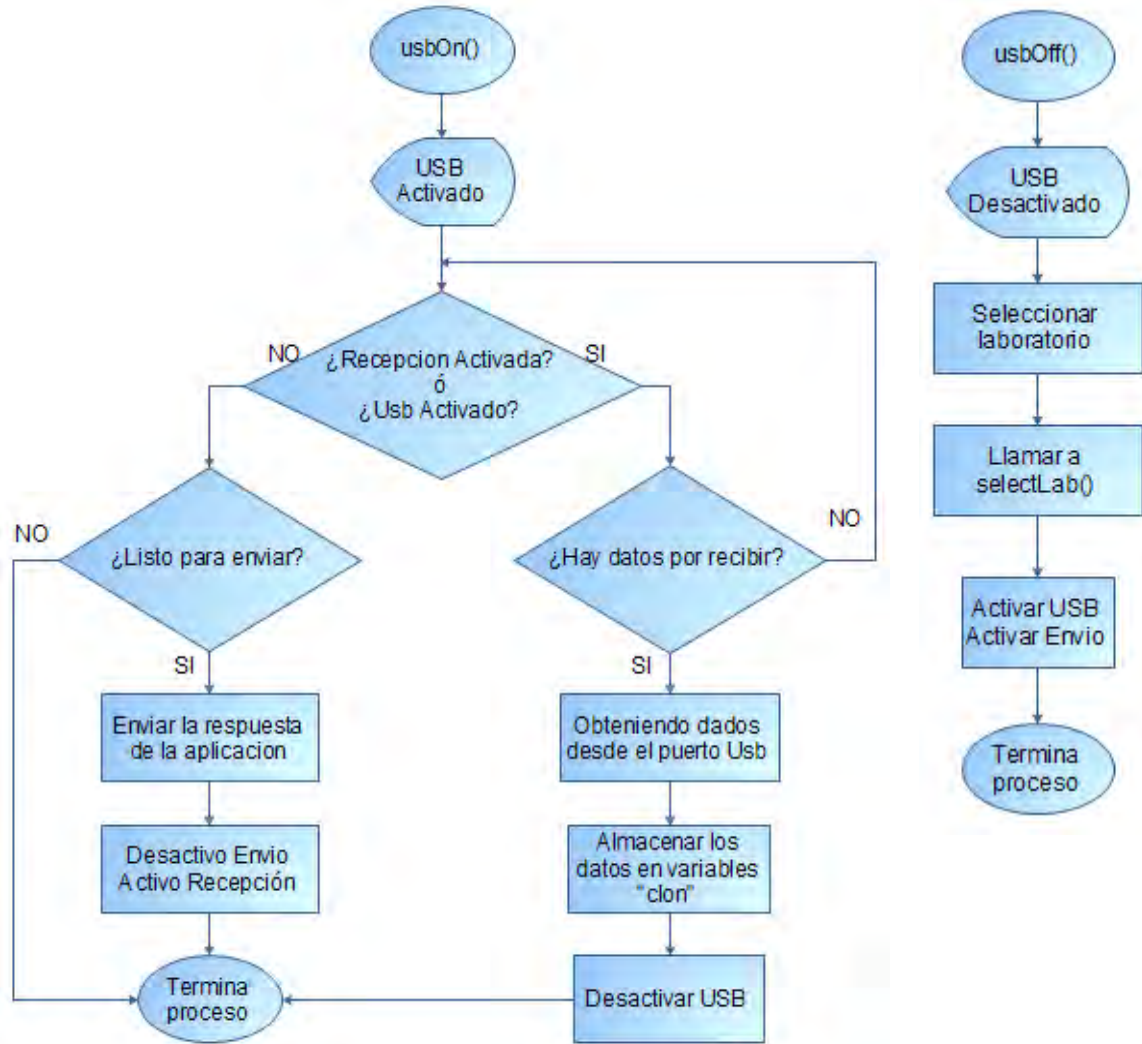 usbOn()
USB
Activado
¿Recepcion Activada?
ó
¿Usb Activado?
NO
SI
¿Listo para enviar?
NO
SI
Enviar la respuesta
de la aplicacion
Desactivo Envio
Activo Recepción
Termina
proceso
¿Hay datos por recibir?
NO
SI
Obteniendo dados
desde el puerto Usb
Almacenar los
datos en variables
"clon"
Desactivar USB
usbOff()
USB
Desactivado
Seleccionar
laboratorio
Llamar a
selectLab()
Activar USB
Activar Envio
Termina
proceso